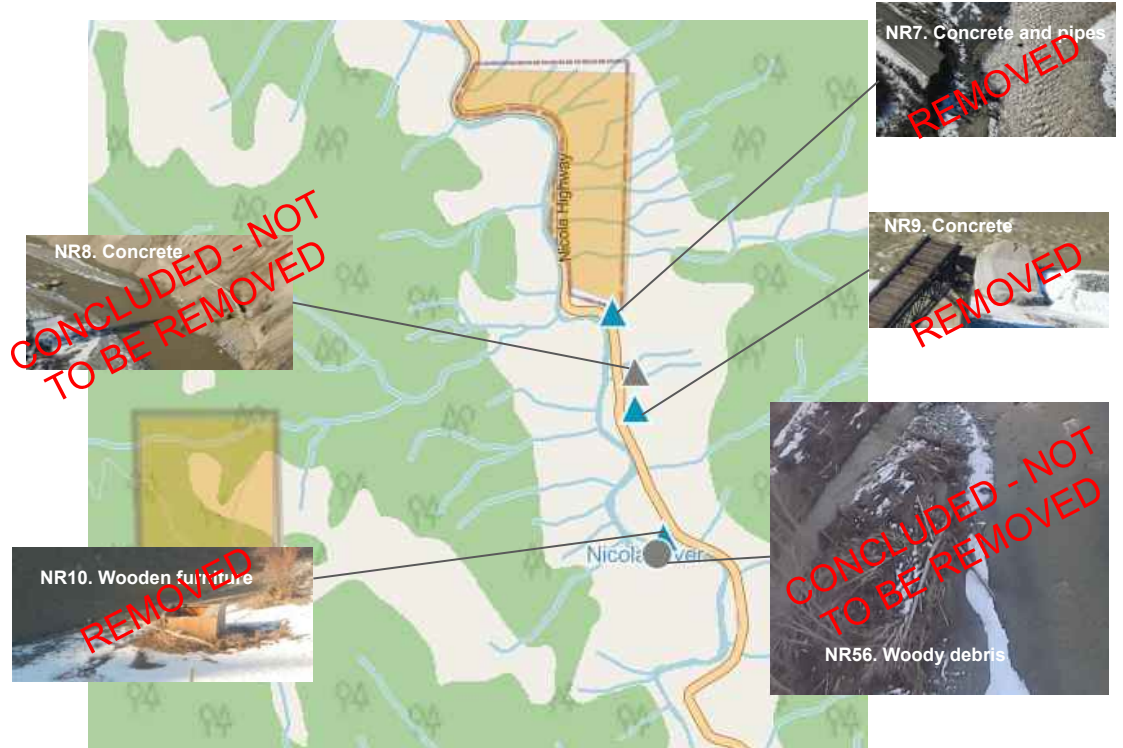 NR7. Concrete and pipes
REMOVED
NR9. Concrete
REMOVED
NR8. Concrete
CONCLUDED - NOT
TO BE REMOVED
Nicola Highway
NR10. Wooden furniture
REMOVED
Nicola
ver
CONCLUDED - NOT
TO BE REMOVED
NR56. Woody debris